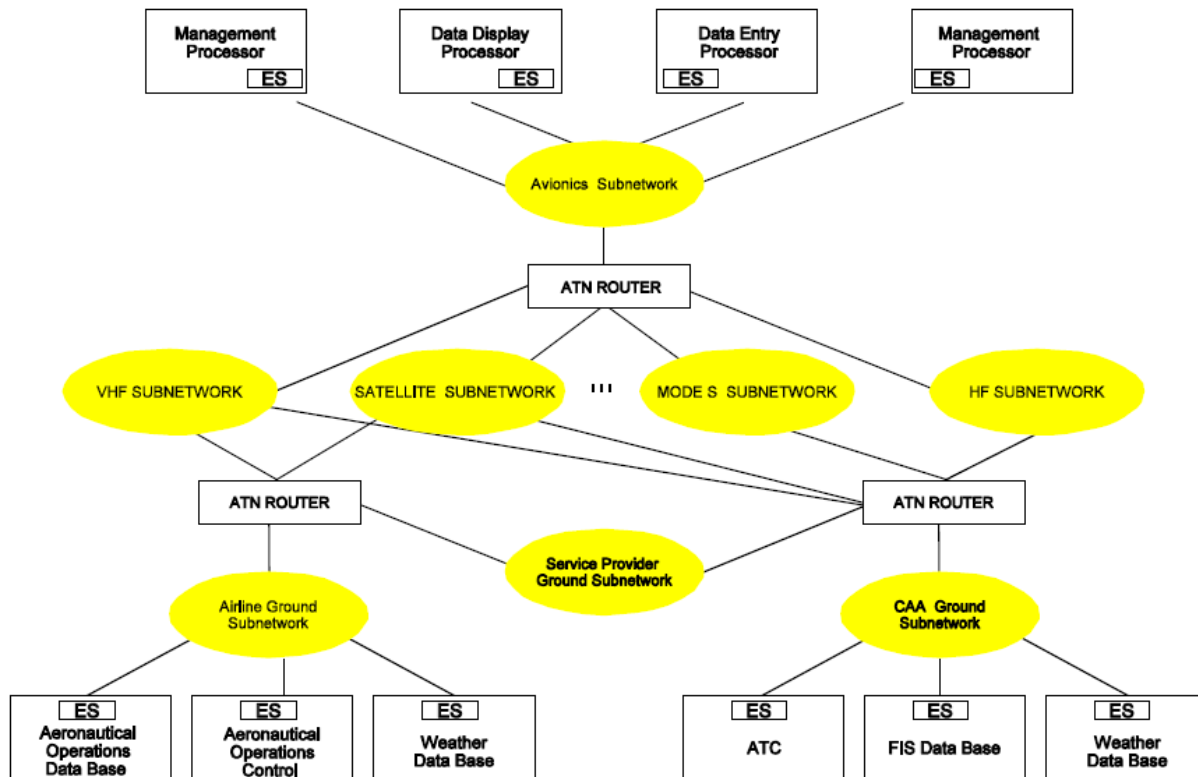 Management
Processor
ES
Data Display
Processor
ES
Data Entry
Processor
ES
Management
Processor
ES
Avionics Subnetwork
ATN ROUTER
VHF SUBNETWORK
SATELLITE SUBNETWORK
'''
MODE S SUBNETWORK
HF SUBNETWORK
ATN ROUTER
ATN ROUTER
Service Provider
Ground Subnetwork
Airline Ground
Subnetwork
CAA Ground
Subnetwork
ES
Aeronautical
Operations
Data Base
ES
Aeronautical
Operations
Control
ES
Weather
Data Base
ES
ATC
ES
FIS Data Base
ES
Weather
Data Base